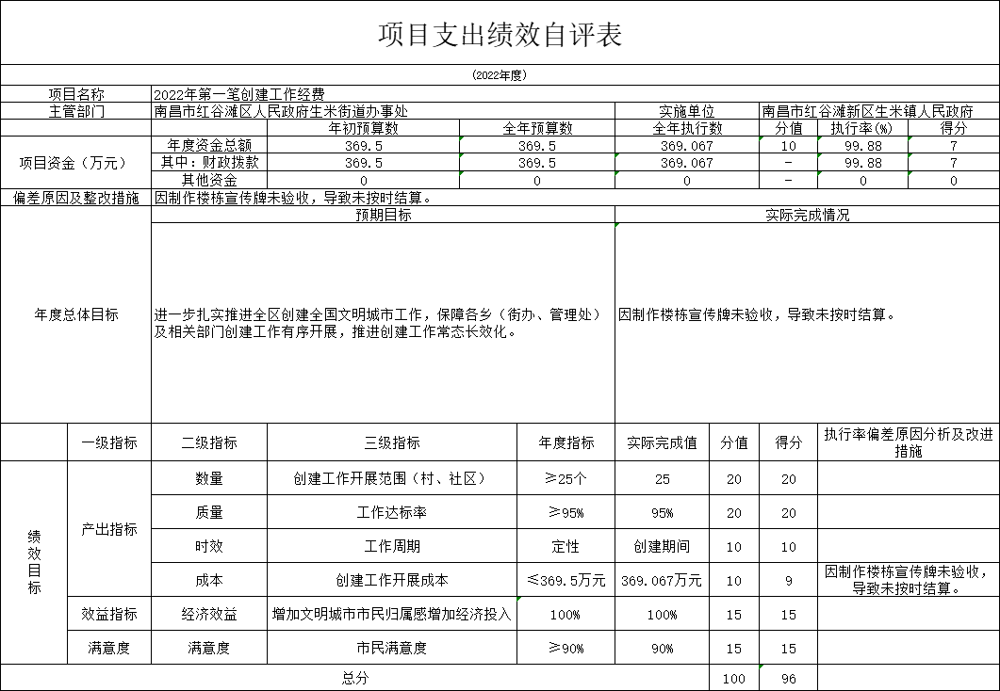 项目支出绩效自评表
(2022年度)
项目名称 2022年第一笔创建工作经费
主管部门 南昌市红谷滩区人民政府生米街道办事处 实施单位 南昌市红谷滩新区生米镇人民政府
年初预算数 全年预算数 全年执行数 分值 执行率(%) 得分
项目资金（万元） 年度资金总额 369.5 369.5 369.067 10 99.88 7
其中：财政拨款 369.5 369.5 369.067 - 99.88 7
其他资金 0 0 0 - 0 0
偏差原因及整改措施 因制作楼栋宣传牌未验收，导致未按时结算。
预期目标 实际完成情况
年度总体目标 进一步扎实推进全区创建全国文明城市工作，保障各乡（街办、管理处） 因制作楼栋宣传牌未验收，导致未按时结算。
及相关部门创建工作有序开展，推进创建工作常态长效化。
一级指标 二级指标 三级指标 年度指标 实际完成值 分值 得分 执行率偏差原因分析及改进
措施
绩效目标 产出指标 数量 创建工作开展范围（村、社区） ≥25个 25 20 20
质量 工作达标率 ≥95% 95% 20 20
时效 工作周期 定性 创建期间 10 10
成本 创建工作开展成本 ≤369.5万元 369.067万元 10 9 因制作楼栋宣传牌未验收，
导致未按时结算。
效益指标 经济效益 增加文明城市市民归属感增加经济投入 100% 100% 15 15
满意度 满意度 市民满意度 ≥90% 90% 15 15
总分 100 96